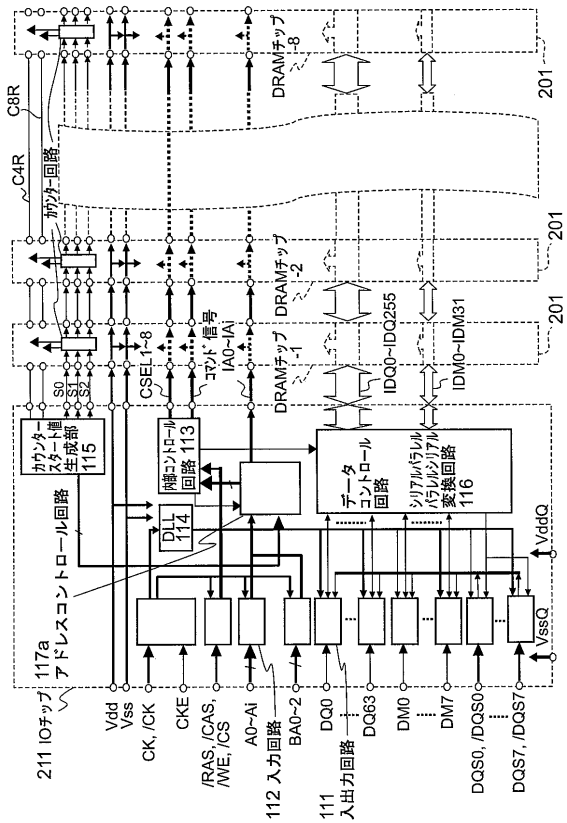 211 IOチップ
117a
アドレスコントロール回路
Vdd
Vss
CK, /CK
CKE
/RAS, /CAS,
/WE, /CS
A0~Ai
BA0~2
DQ0
DQ63
DM0
DM7
DQS0, /DQS0
DQS7, /DQS7
112 入力回路
111
入出力回路
VssQ
VddQ
カウンター
スタート値
生成部
115
DLL
114
内部コントロール
回路 113
データ
コントロール
回路
シリアルパラレル
パラレルシリアル
変換回路
116
S0
S1
S2
CSEL1~8
コマンド信号
IA0~IAi
IDQ0~IDQ255
IDM0~IDM31
DRAMチップ
-1
201
DRAMチップ
-2
201
DRAMチップ
-8
201
C4R
C8R
カウンター回路